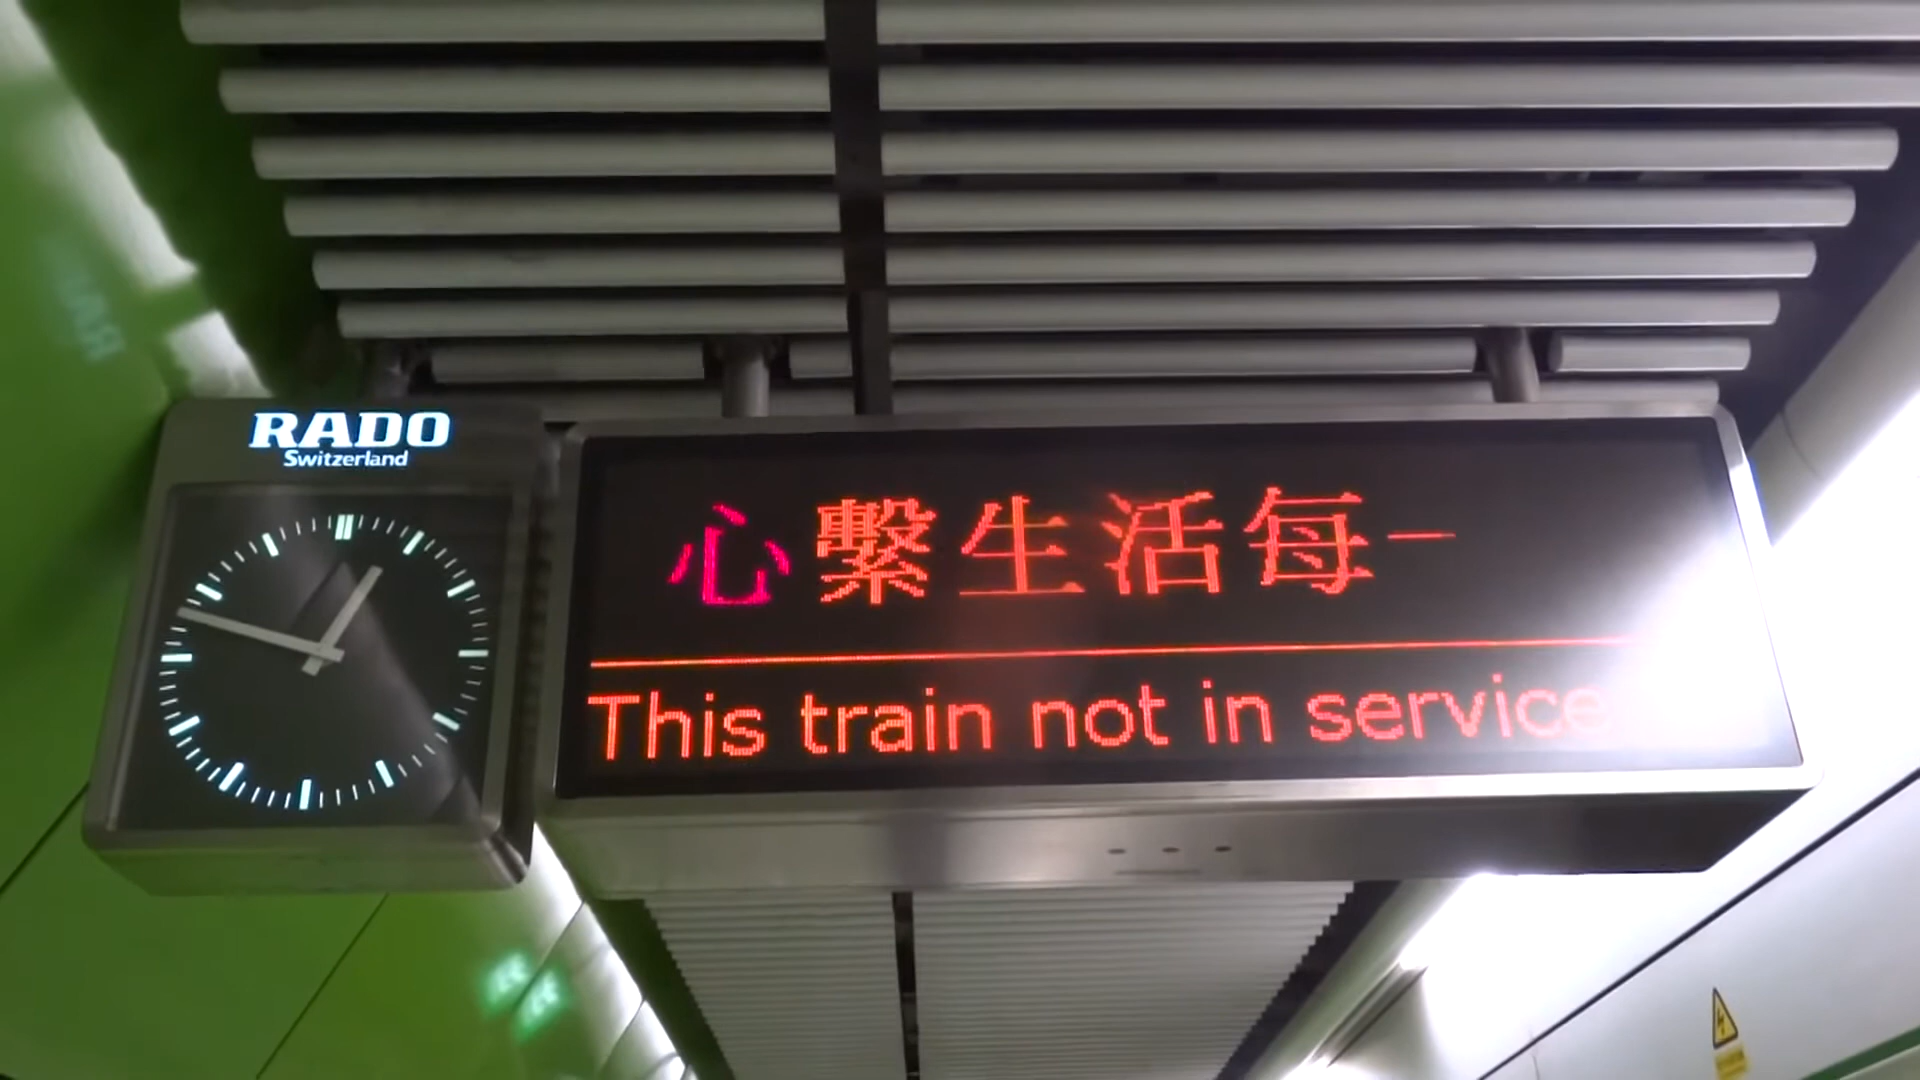 RADO
Switzerland
心繫生活每一
This train not in service